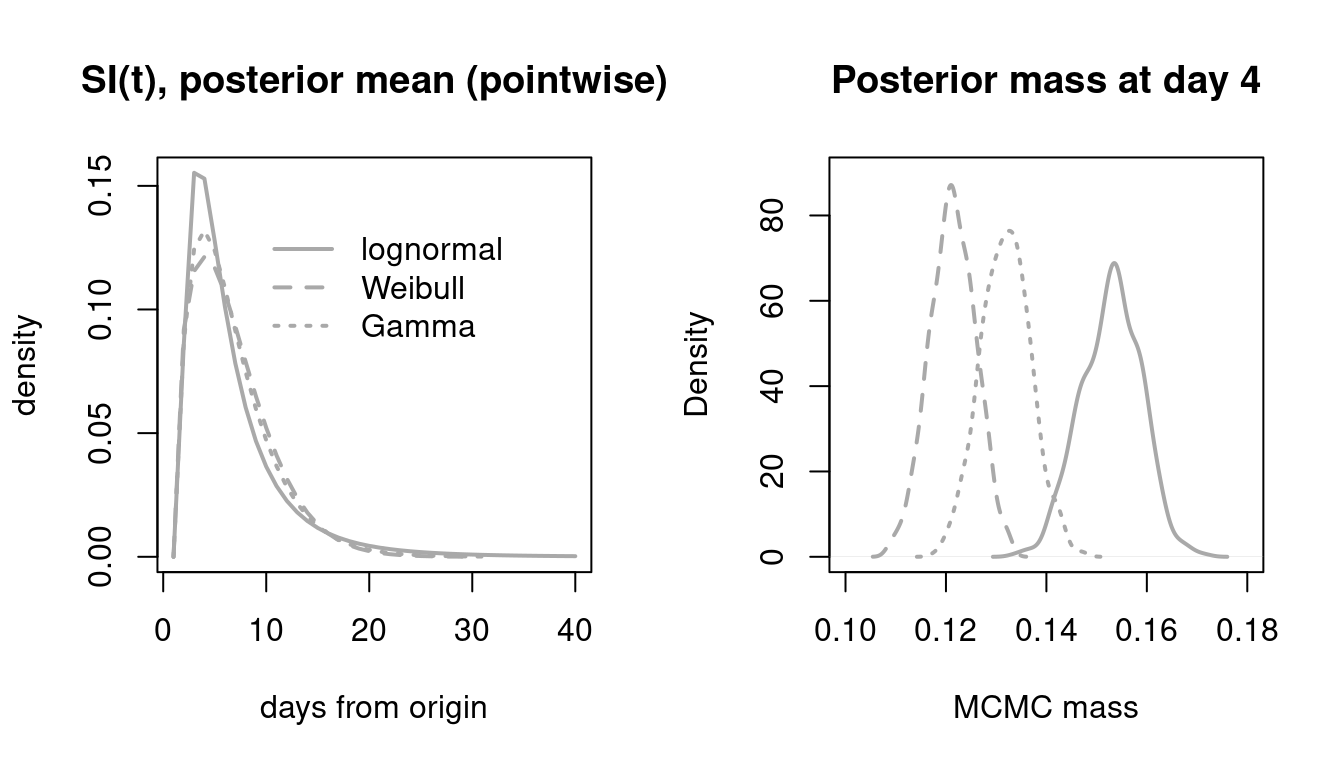 SI(t), posterior mean (pointwise)
density
0.00 0.05 0.10 0.15
lognormal
Weibull
Gamma
0 10 20 30 40
days from origin
Posterior mass at day 4
Density
0 20 40 60 80
0.10 0.12 0.14 0.16 0.18
MCMC mass